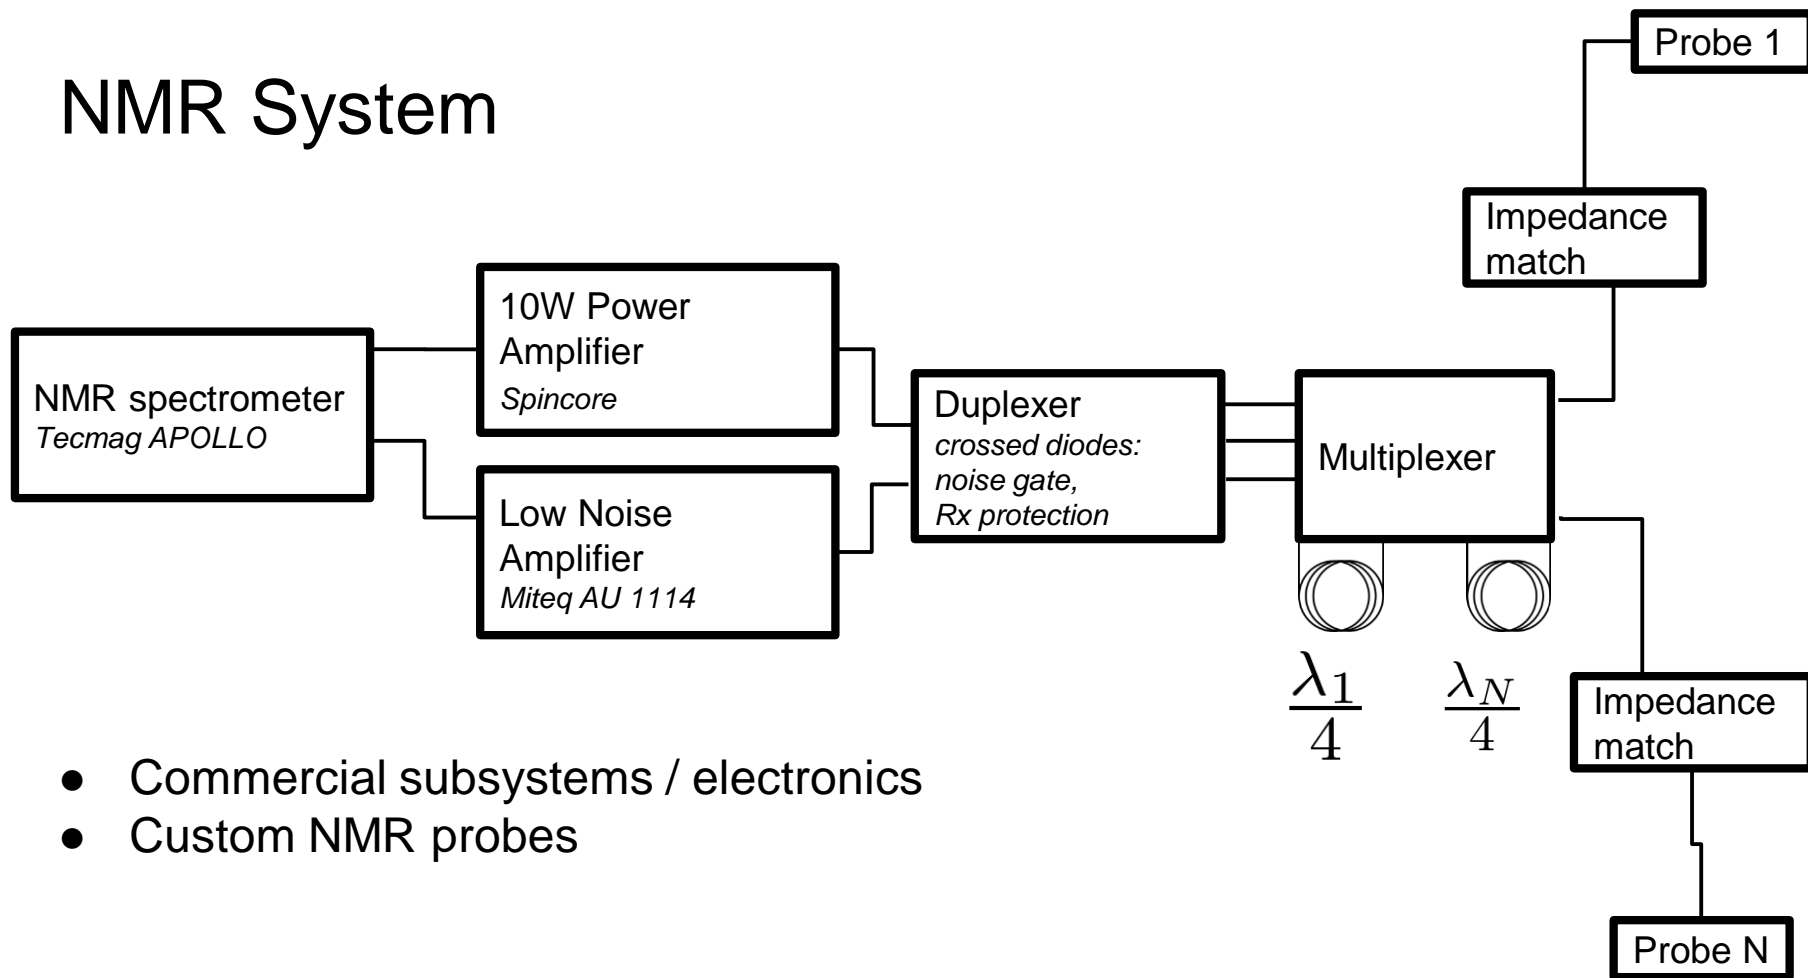 NMR System
Probe 1
Impedance
match
10W Power
Amplifier
Spincore
NMR spectrometer
Tecmag APOLLO
Duplexer
crossed diodes:
noise gate,
Rx protection
Multiplexer
Low Noise
Amplifier
Miteq AU 1114
λ1/4
λN/4
Impedance
match
● Commercial subsystems / electronics
● Custom NMR probes
Probe N